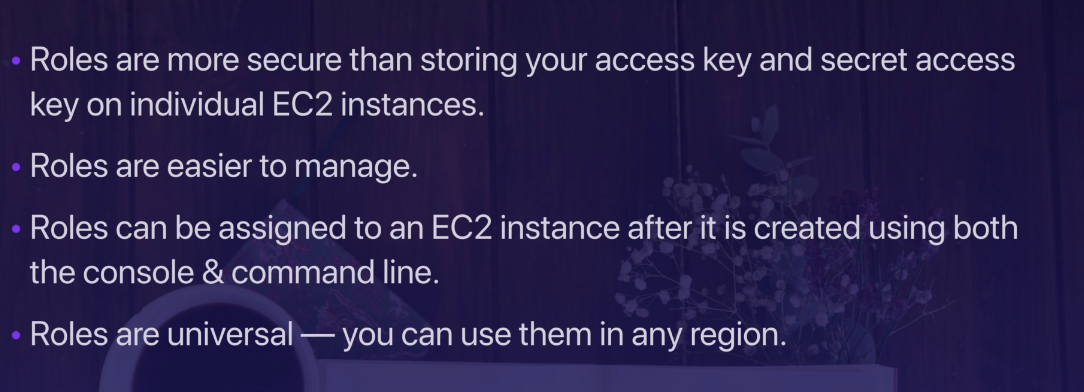 • Roles are more secure than storing your access key and secret access
key on individual EC2 instances.
• Roles are easier to manage.
• Roles can be assigned to an EC2 instance after it is created using both
the console & command line.
• Roles are universal — you can use them in any region.